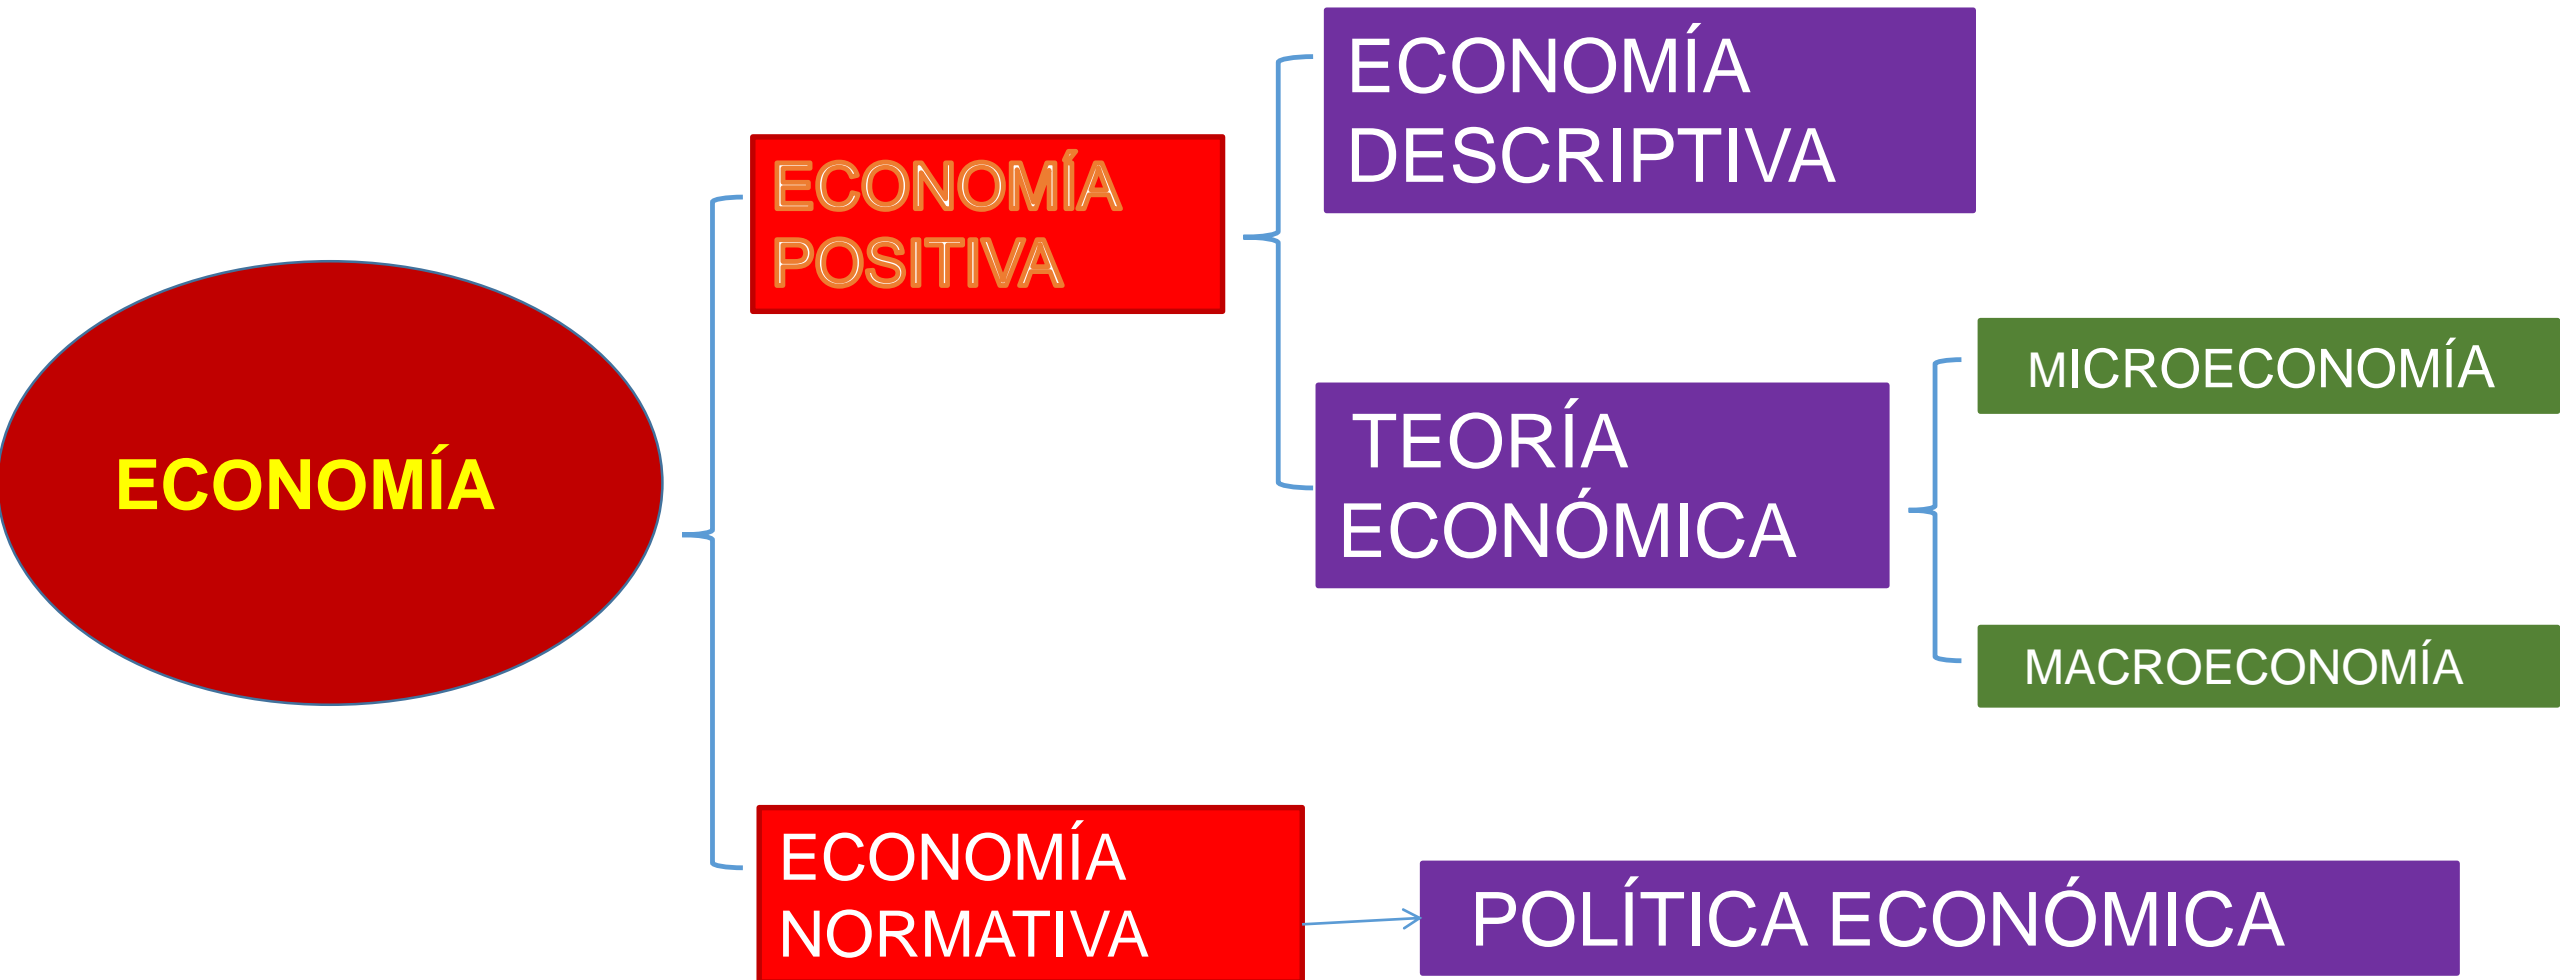 ECONOMÍA
ECONOMÍA
POSITIVA
ECONOMÍA
DESCRIPTIVA
TEORÍA
ECONÓMICA
MICROECONOMÍA
MACROECONOMÍA
ECONOMÍA
NORMATIVA
POLÍTICA ECONÓMICA